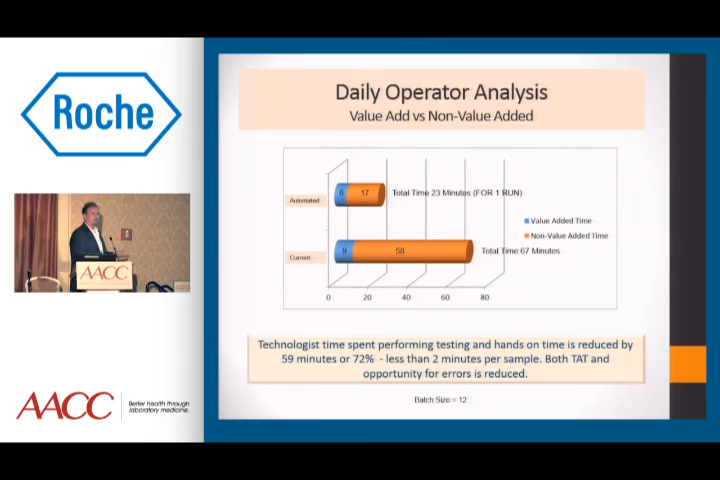 Roche
AACC
AACC
Better health through
laboratory medicine.
Daily Operator Analysis
Value Add vs Non-Value Added
Automated
6
17
Total Time 23 Minutes (FOR 1 RUN)
Value Added Time
Non-Value Added Time
Current
9
58
Total Time 67 Minutes
0 20 40 60 80
Technologist time spent performing testing and hands on time is reduced by
59 minutes or 72% - less than 2 minutes per sample. Both TAT and
opportunity for errors is reduced.
Batch Size = 12